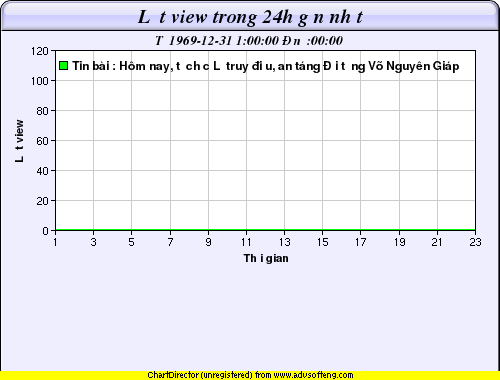 L t view trong 24h g n nh t
T 1969-12-31 1:00:00 Đn :00:00
Tin bài : Hôm nay, t ch c L truy đi u, an táng Đ i t ng Võ Nguyên Giáp
120
100
80
60
40
20
0
L t view
1 3 5 7 9 11 13 15 17 19 21 23
Th i gian
ChartDirector (unregistered) from www.advsofteng.com